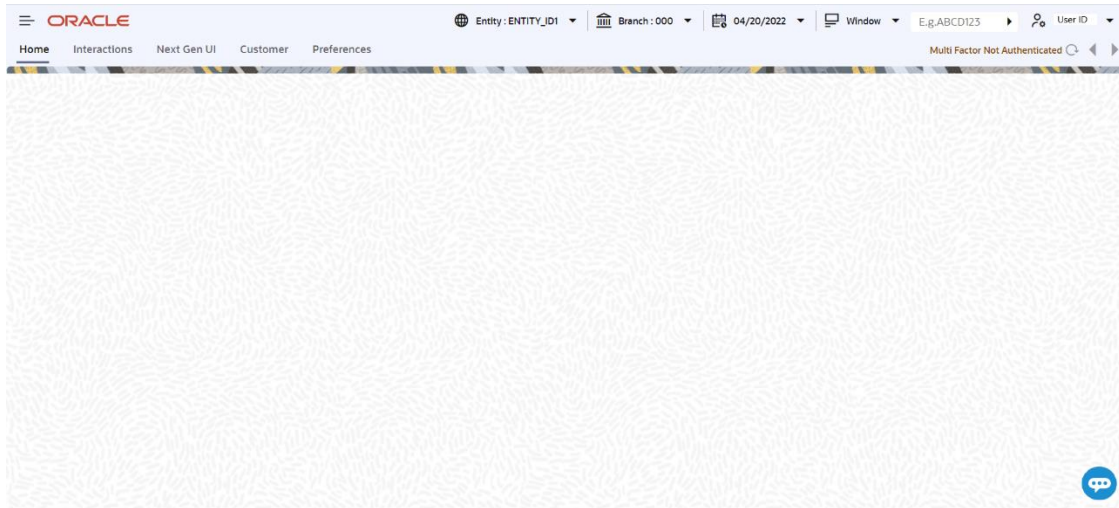 ORACLE Entity : ENTITY_ID1 Branch : 000 04/20/2022 Window E.g.ABCD123 User ID
Home Interactions Next Gen UI Customer Preferences Multi Factor Not Authenticated